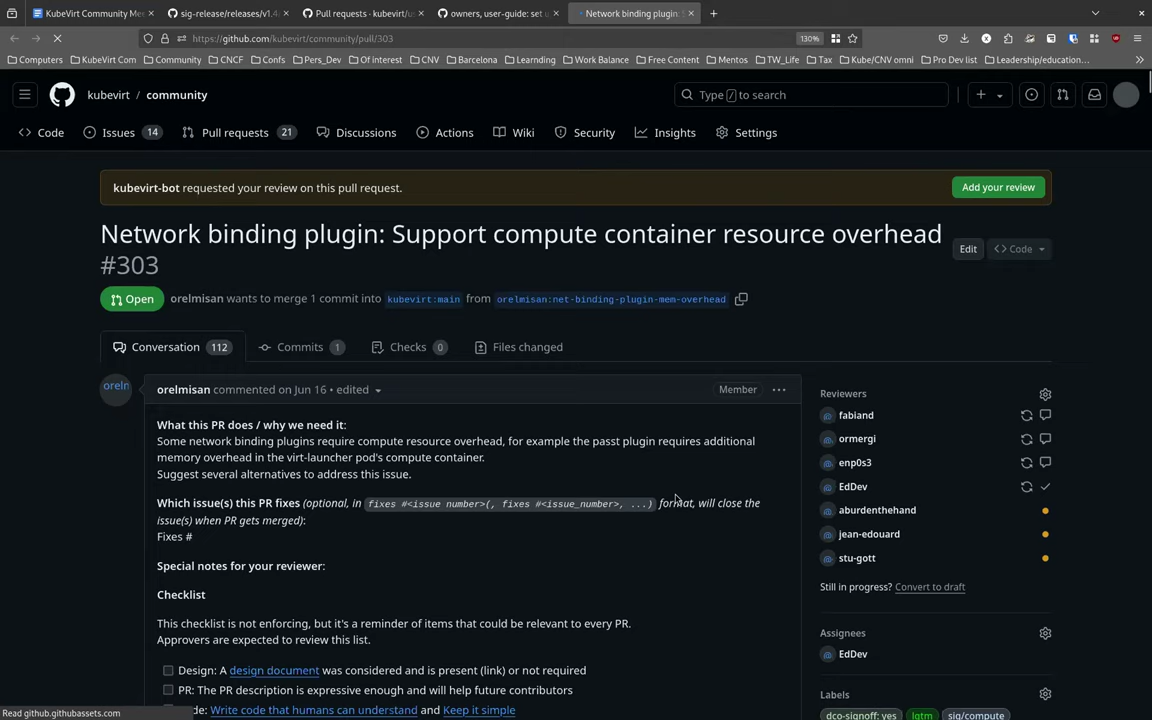 KubeVirt Community Me
sig-release/releases/v1.4
Pull requests · kubevirt/us
owners, user-guide: set u
Network binding plugin: S
https://github.com/kubevirt/community/pull/303
130%
Computers
KubeVirt Com
Community
CNCF
Confs
Pers_Dev
Of interest
CNV
Barcelona
Learnding
Work Balance
Free Content
Mentos
TW_Life
Tax
Kube/CNV omni
Pro Dev list
Leadership/education…
kubevirt / community
Type / to search
Code
Issues 14
Pull requests 21
Discussions
Actions
Wiki
Security
Insights
Settings
kubevirt-bot requested your review on this pull request.
Add your review
Network binding plugin: Support compute container resource overhead
#303
Edit
<> Code
Open
orelmisan wants to merge 1 commit into kubevirt:main from orelmisan:net-binding-plugin-mem-overhead
Conversation 112
Commits 1
Checks 0
Files changed
oreln
orelmisan commented on Jun 16 • edited
Member
What this PR does / why we need it:
Some network binding plugins require compute resource overhead, for example the passt plugin requires additional
memory overhead in the virt-launcher pod's compute container.
Suggest several alternatives to address this issue.
Which issue(s) this PR fixes (optional, in fixes #<issue number>(, fixes #<issue_number>, ...) format, will close the
issue(s) when PR gets merged):
Fixes #
Special notes for your reviewer:
Checklist
This checklist is not enforcing, but it's a reminder of items that could be relevant to every PR.
Approvers are expected to review this list.
Design: A design document was considered and is present (link) or not required
PR: The PR description is expressive enough and will help future contributors
de: Write code that humans can understand and Keep it simple
Reviewers
fabiand
ormergi
enp0s3
EdDev
aburdenthehand
jean-edouard
stu-gott
Still in progress? Convert to draft
Assignees
EdDev
Labels
dco-signoff: yes
lgtm
sig/compute
Read github.githubassets.com